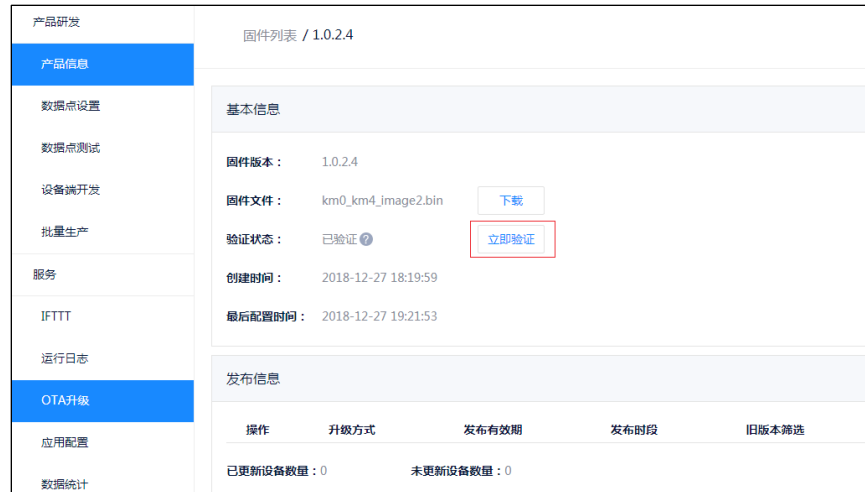 产品研发
产品信息
数据点设置
数据点测试
设备端开发
批量生产
服务
IFTTT
运行日志
OTA升级
应用配置
数据统计
固件列表 / 1.0.2.4
基本信息
固件版本： 1.0.2.4
固件文件： km0_km4_image2.bin 下载
验证状态： 已验证 ? 立即验证
创建时间： 2018-12-27 18:19:59
最后配置时间： 2018-12-27 19:21:53
发布信息
操作 升级方式 发布有效期 发布时段 旧版本筛选
已更新设备数量：0 未更新设备数量：0